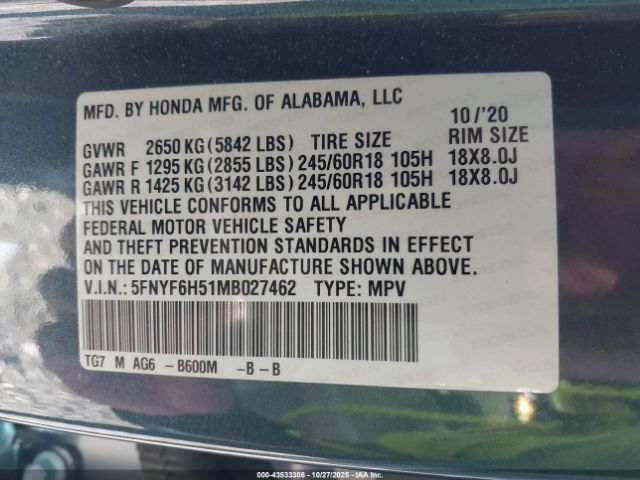 MFD. BY HONDA MFG. OF ALABAMA, LLC
10/'20
GVWR 2650 KG (5842 LBS) TIRE SIZE RIM SIZE
GAWR F 1295 KG (2855 LBS) 245/60R18 105H 18X8.0J
GAWR R 1425 KG (3142 LBS) 245/60R18 105H 18X8.0J
THIS VEHICLE CONFORMS TO ALL APPLICABLE
FEDERAL MOTOR VEHICLE SAFETY
AND THEFT PREVENTION STANDARDS IN EFFECT
ON THE DATE OF MANUFACTURE SHOWN ABOVE.
V.I.N.: 5FNYF6H51MB027462 TYPE: MPV
TG7 M AG6 -B600M -B-B
000-43533306 - 10/27/2025 - IAA Inc.